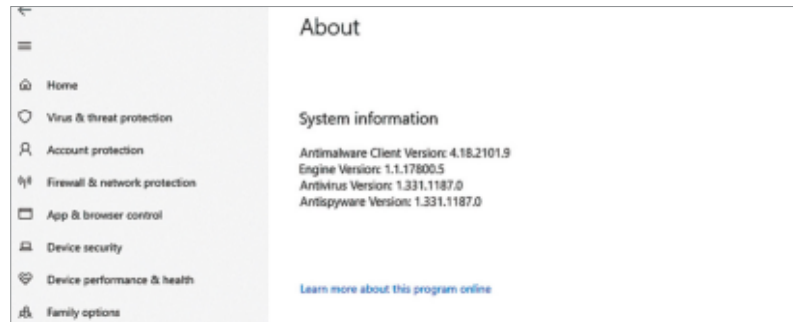 About
Home
Virus & threat protection
Account protection
Firewall & network protection
App & browser control
Device security
Device performance & health
Family options
System information
Antimalware Client Version: 4.18.2101.9
Engine Version: 1.1.17800.5
Antivirus Version: 1.331.1187.0
Antispyware Version: 1.331.1187.0
Learn more about this program online